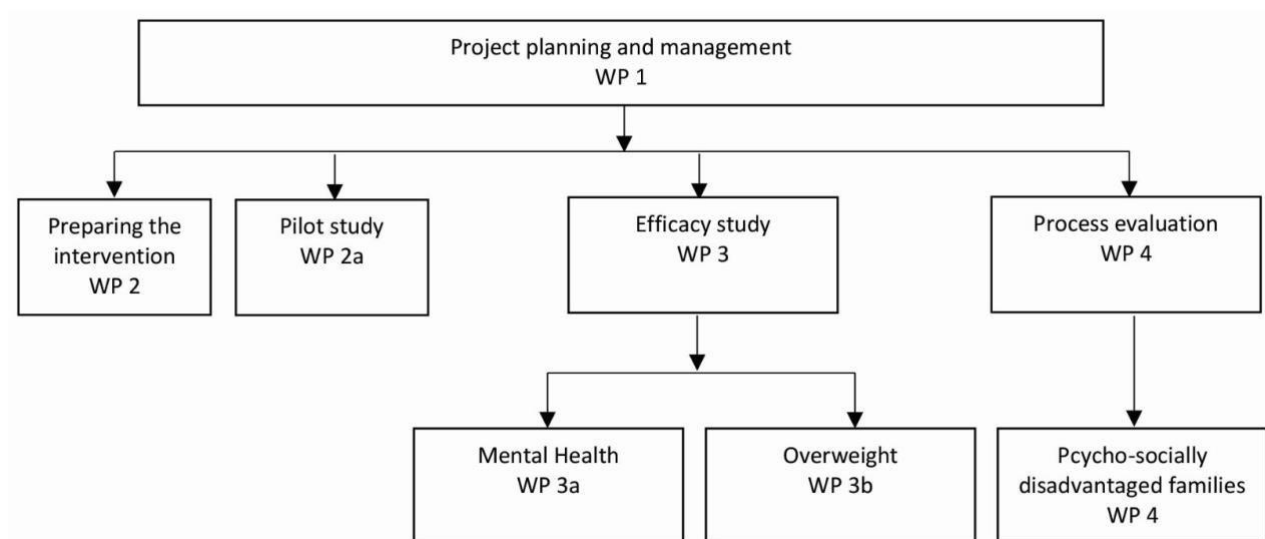 Project planning and management
WP 1
Preparing the
intervention
WP 2
Pilot study
WP 2a
Efficacy study
WP 3
Process evaluation
WP 4
Mental Health
WP 3a
Overweight
WP 3b
Pcycho-socially
disadvantaged families
WP 4